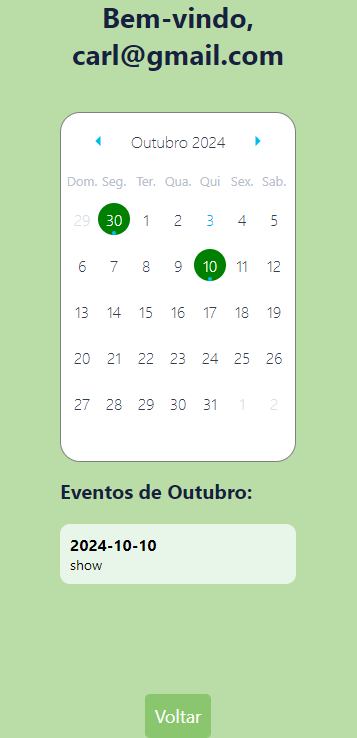 Bem-vindo,
carl@gmail.com
Outubro 2024
Dom. Seg. Ter. Qua. Qui Sex. Sab.
29 30 1 2 3 4 5
6 7 8 9 10 11 12
13 14 15 16 17 18 19
20 21 22 23 24 25 26
27 28 29 30 31 1 2
Eventos de Outubro:
2024-10-10
show
Voltar